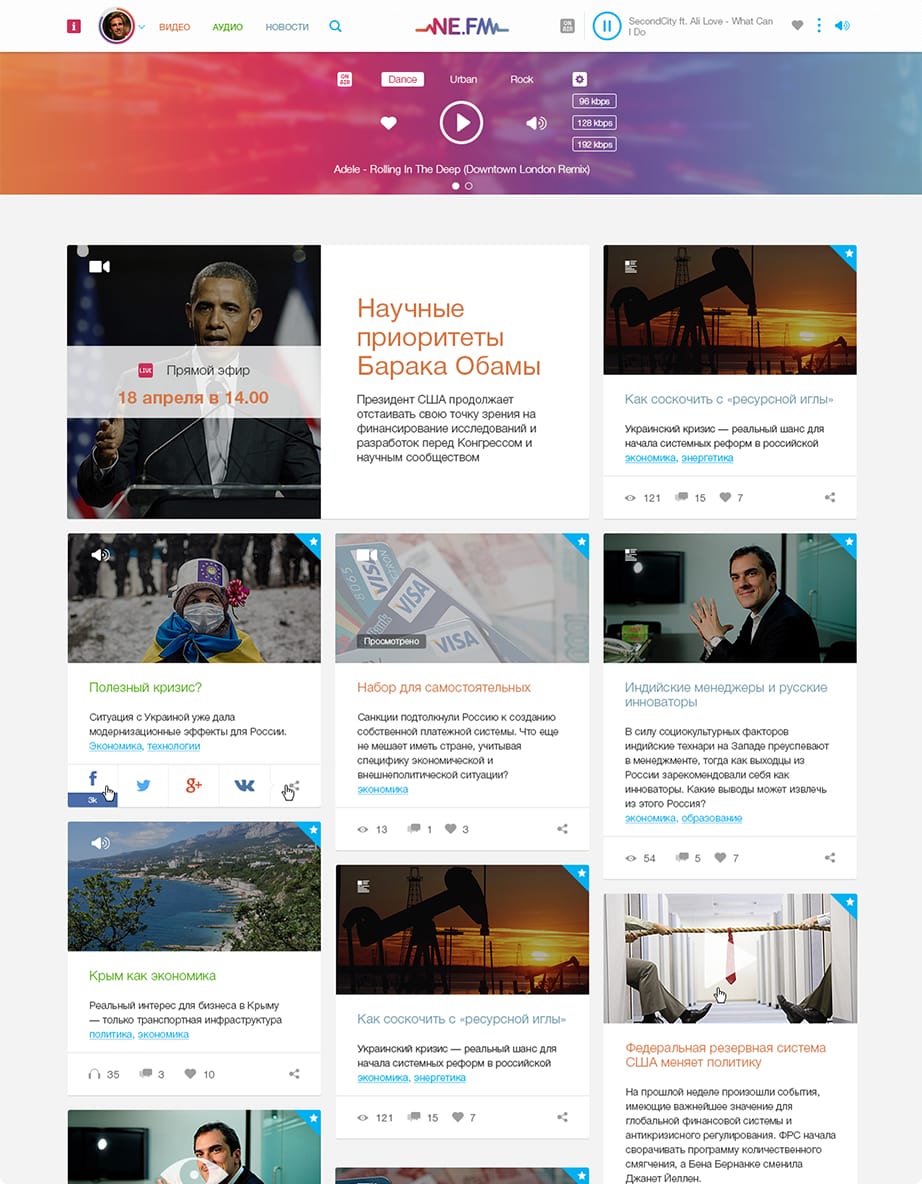 ВИДЕО
АУДИО
НОВОСТИ
NE.FM
ON AIR
SecondCity ft. Ali Love - What Can
I Do
ON AIR
Dance
Urban
Rock
96 kbps
128 kbps
192 kbps
Adele - Rolling In The Deep (Downtown London Remix)
LIVE
Прямой эфир
18 апреля в 14.00
Научные
приоритеты
Барака Обамы
Президент США продолжает
отстаивать свою точку зрения на
финансирование исследований и
разработок перед Конгрессом и
научным сообществом
Как соскочить с «ресурсной иглы»
Украинский кризис — реальный шанс для
начала системных реформ в российской
экономика, энергетика
121
15
7
Полезный кризис?
Ситуация с Украиной уже дала
модернизационные эффекты для России.
Экономика, технологии
3k
VISA
VISA
VISA
Просмотрено
Набор для самостоятельных
Санкции подтолкнули Россию к созданию
собственной платежной системы. Что еще
не мешает иметь стране, учитывая
специфику экономической и
внешнеполитической ситуации?
экономика
13
1
3
Индийские менеджеры и русские
инноваторы
В силу социокультурных факторов
индийские технари на Западе преуспевают
в менеджменте, тогда как выходцы из
России зарекомендовали себя как
инноваторы. Какие выводы может извлечь
из этого Россия?
экономика, образование
54
5
7
Крым как экономика
Реальный интерес для бизнеса в Крыму
— только транспортная инфраструктура
политика, экономика
35
3
10
Как соскочить с «ресурсной иглы»
Украинский кризис — реальный шанс для
начала системных реформ в российской
экономика, энергетика
121
15
7
Федеральная резервная система
США меняет политику
На прошлой неделе произошли события,
имеющие важнейшее значение для
глобальной финансовой системы и
антикризисного регулирования. ФРС начала
сворачивать программу количественного
смягчения, а Бена Бернанке сменила
Джанет Йеллен.